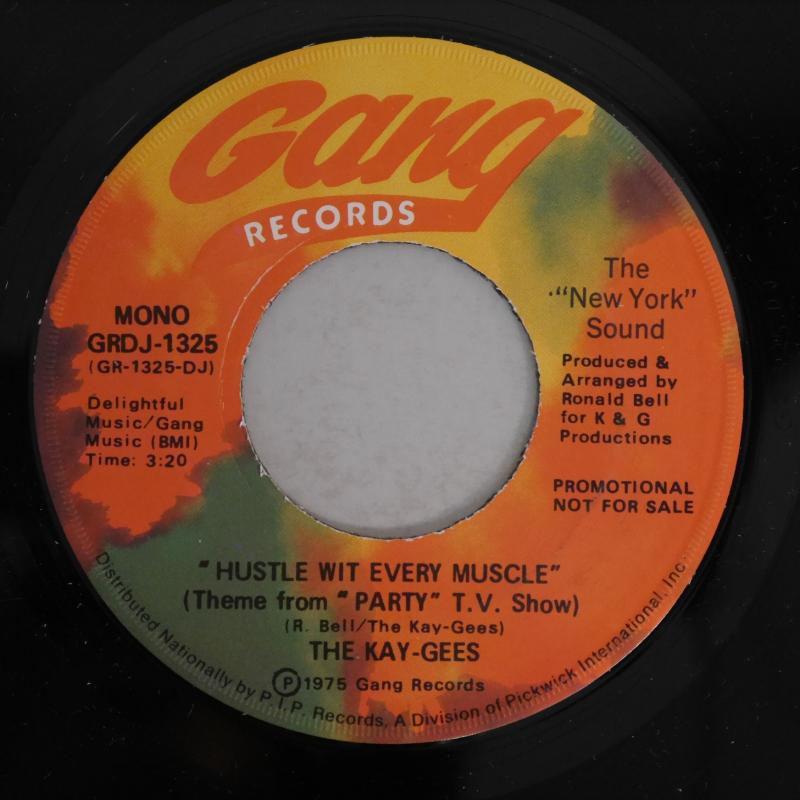 Gang
RECORDS
MONO
GRDJ-1325
(GR-1325-DJ)
Delightful
Music/Gang
Music (BMI)
Time: 3:20
The
"New York"
Sound
Produced &
Arranged by
Ronald Bell
for K & G
Productions
PROMOTIONAL
NOT FOR SALE
"HUSTLE WIT EVERY MUSCLE"
(Theme from "PARTY" T.V. Show)
(R. Bell/The Kay-Gees)
THE KAY-GEES
Ⓟ1975 Gang Records
Distributed Nationally by P.I.P. Records, A Division of Pickwick International, Inc.